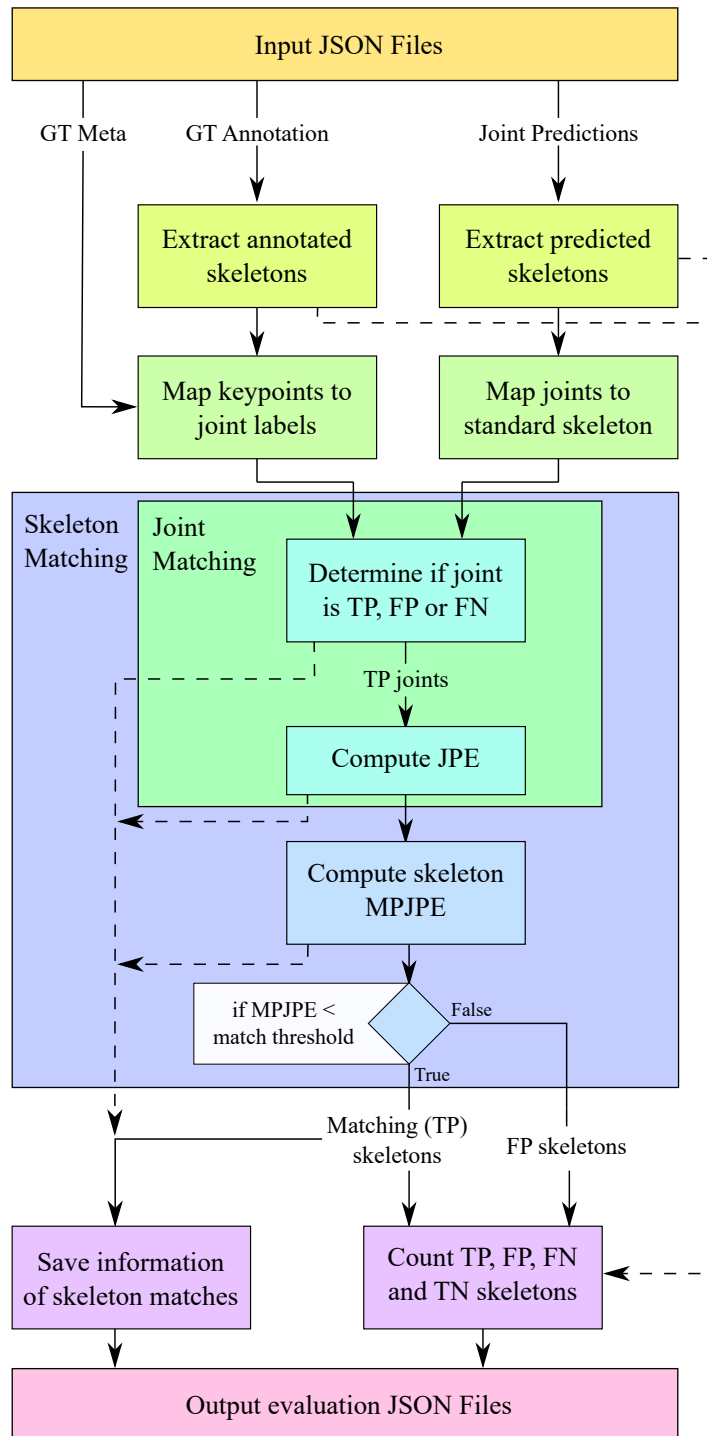 Input JSON Files
GT Meta
GT Annotation
Joint Predictions
Extract annotated
skeletons
Extract predicted
skeletons
Map keypoints to
joint labels
Map joints to
standard skeleton
Skeleton
Matching
Joint
Matching
Determine if joint
is TP, FP or FN
TP joints
Compute JPE
Compute skeleton
MPJPE
if MPJPE <
match threshold
False
True
Matching (TP)
skeletons
FP skeletons
Save information
of skeleton matches
Count TP, FP, FN
and TN skeletons
Output evaluation JSON Files